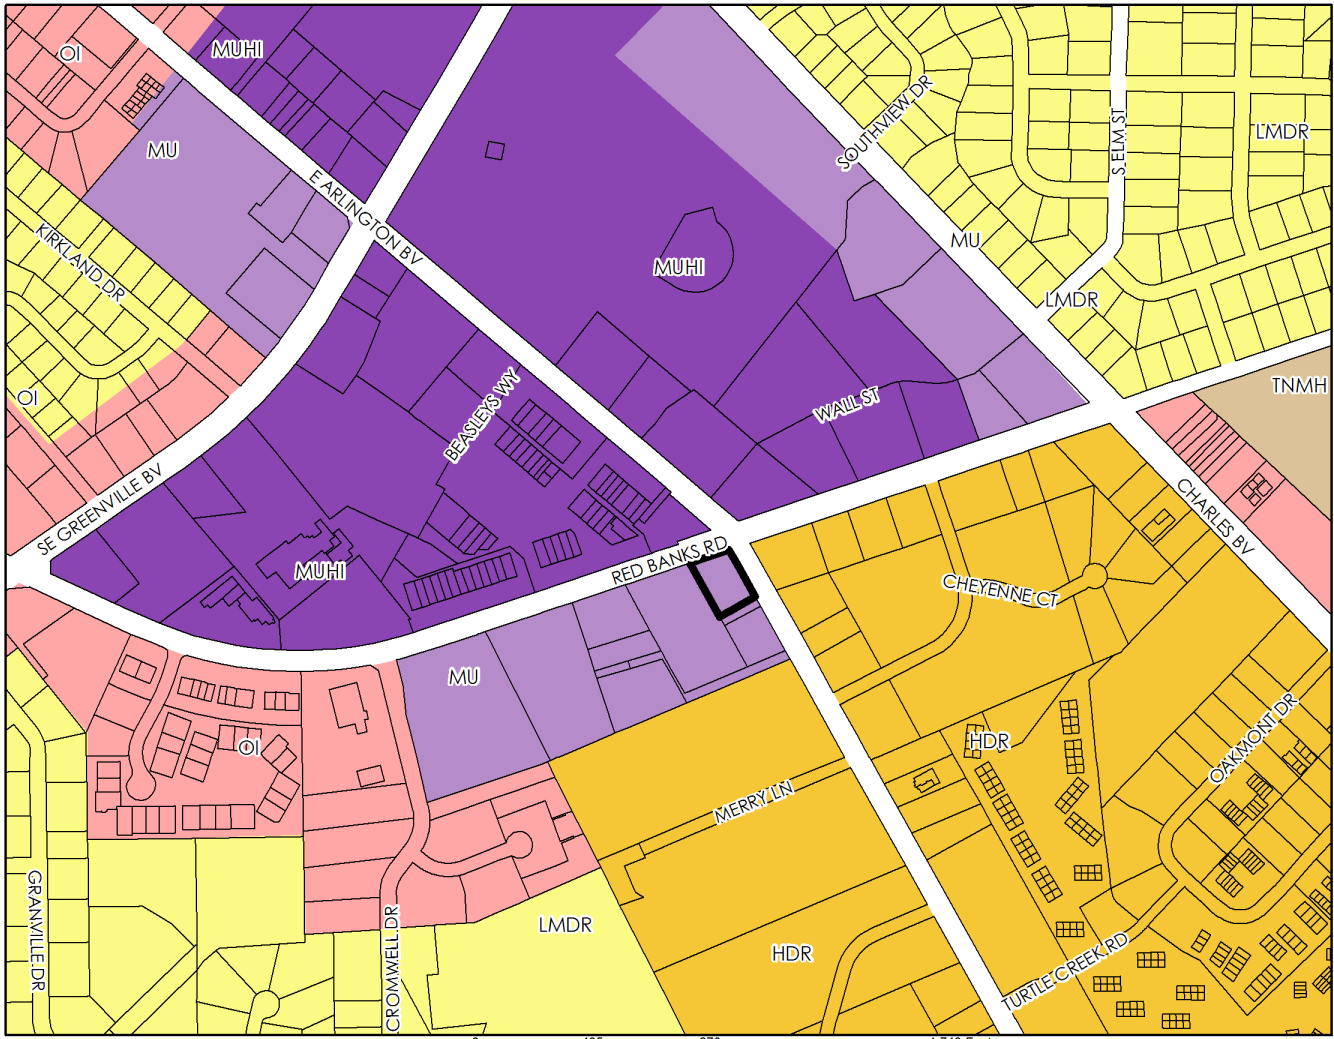 OI
MUHI
MU
SOUTHVIEW DR
S ELM ST
LMDR
E ARLINGTON BV
KIRKLAND DR
MU
MUHI
LMDR
OI
BEASLEYS WY
WALL ST
TNMH
SE GREENVILLE BV
CHARLES BV
RED BANKS RD
MUHI
CHEYENNE CT
MU
OI
HDR
OAKMONT DR
MERRY LN
GRANVILLE DR
CROMWELL DR
LMDR
HDR
TURTLE CREEK RD